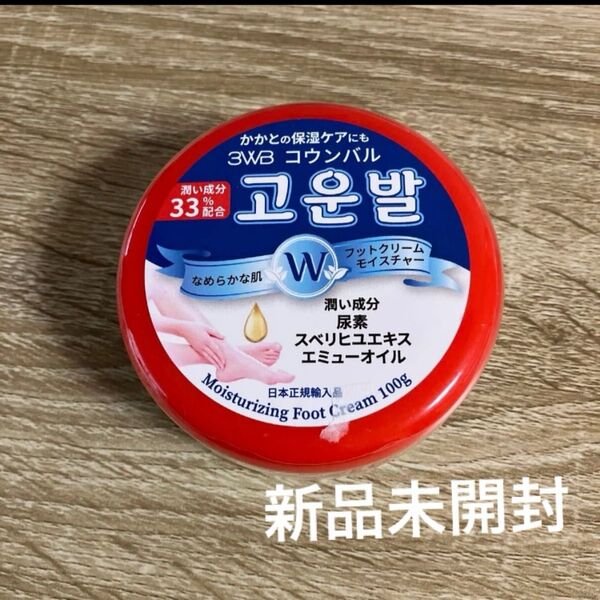 かかとの保湿ケアにも
3WB コウンバル
潤い成分
33%配合
고운발
なめらかな肌
W
フットクリーム
モイスチャー
潤い成分
尿素
スベリヒユエキス
エミューオイル
日本正規輸入品
Moisturizing Foot Cream 100g
新品未開封